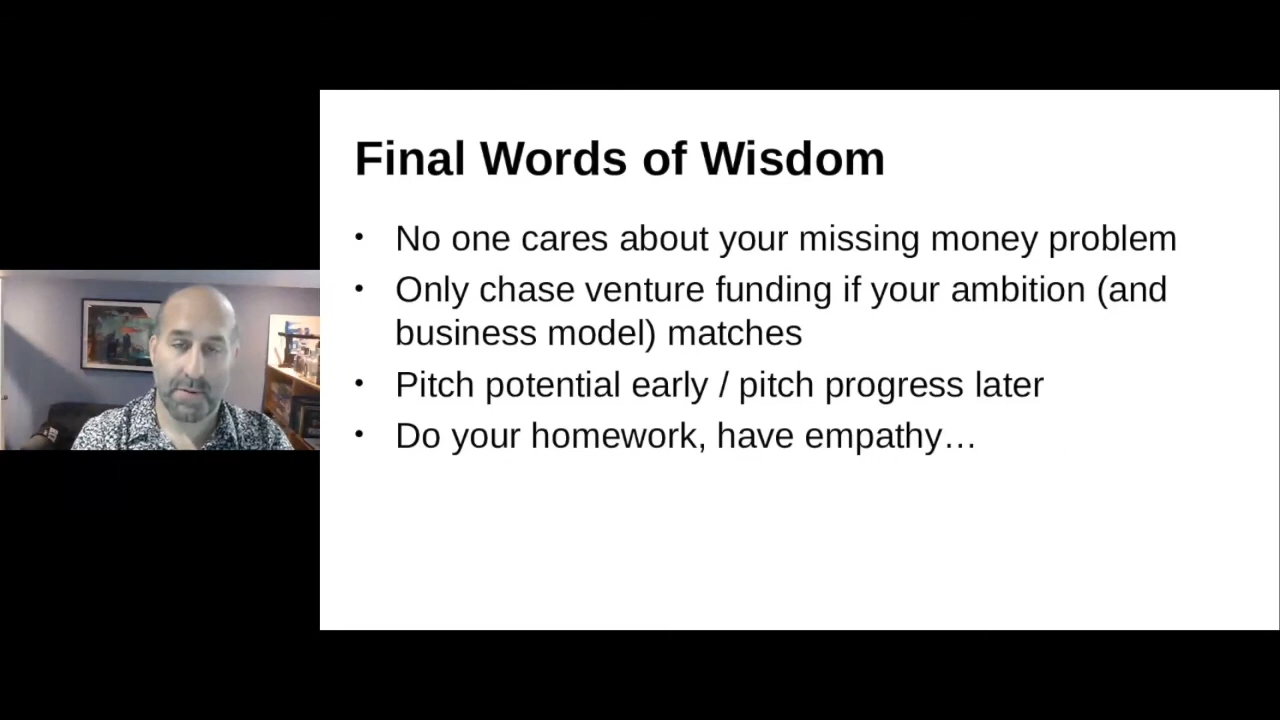 Final Words of Wisdom
• No one cares about your missing money problem
• Only chase venture funding if your ambition (and
business model) matches
• Pitch potential early / pitch progress later
• Do your homework, have empathy…